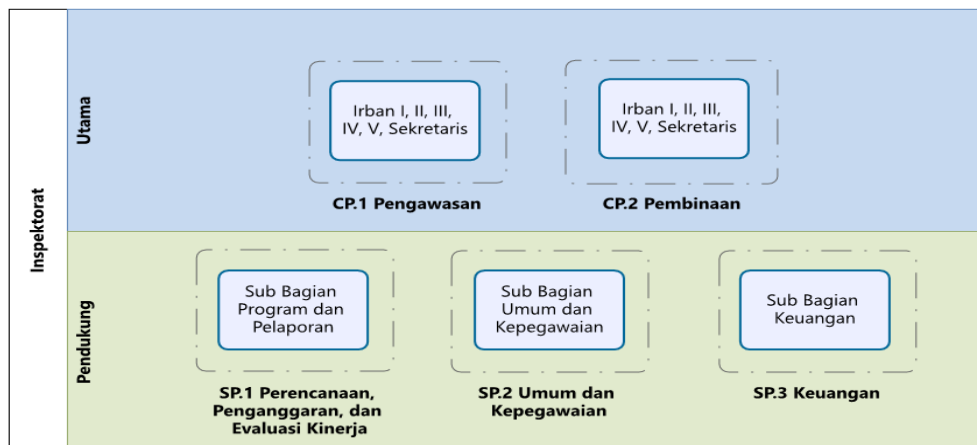 Inspektorat
Utama
Irban I, II, III,
IV, V, Sekretaris
CP.1 Pengawasan
Irban I, II, III,
IV, V, Sekretaris
CP.2 Pembinaan
Pendukung
Sub Bagian
Program dan
Pelaporan
SP.1 Perencanaan,
Penganggaran, dan
Evaluasi Kinerja
Sub Bagian
Umum dan
Kepegawaian
SP.2 Umum dan
Kepegawaian
Sub Bagian
Keuangan
SP.3 Keuangan